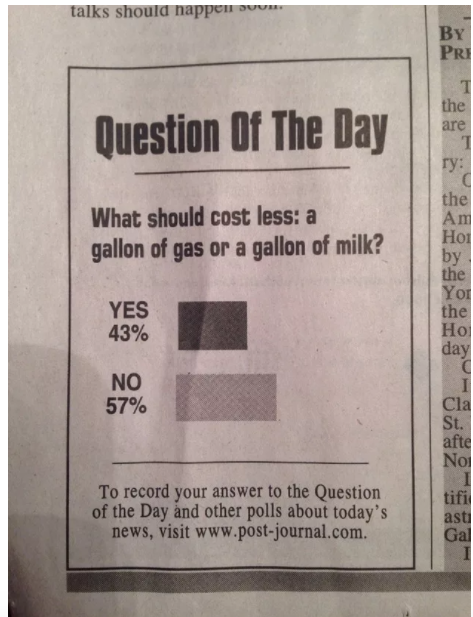 talks should happen soon.
Question Of The Day
What should cost less: a
gallon of gas or a gallon of milk?
YES
43%
NO
57%
To record your answer to the Question
of the Day and other polls about today's
news, visit www.post-journal.com.
BY
T
the
are
T
ry:
C
the
Am
Hor
by
the
Yor
the
Hor
day
C
I
Cla
St.
afte
Nor
I
tifi
astr
Gal
I